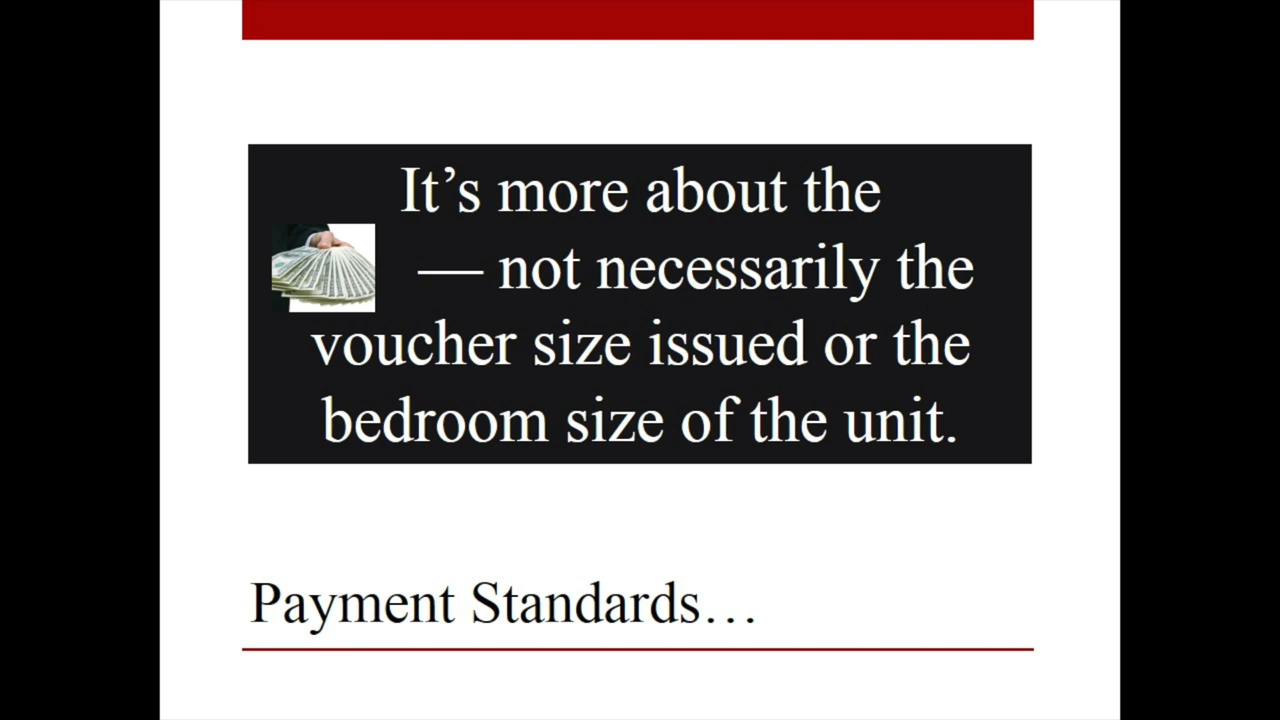 It’s more about the
— not necessarily the
voucher size issued or the
bedroom size of the unit.
Payment Standards…